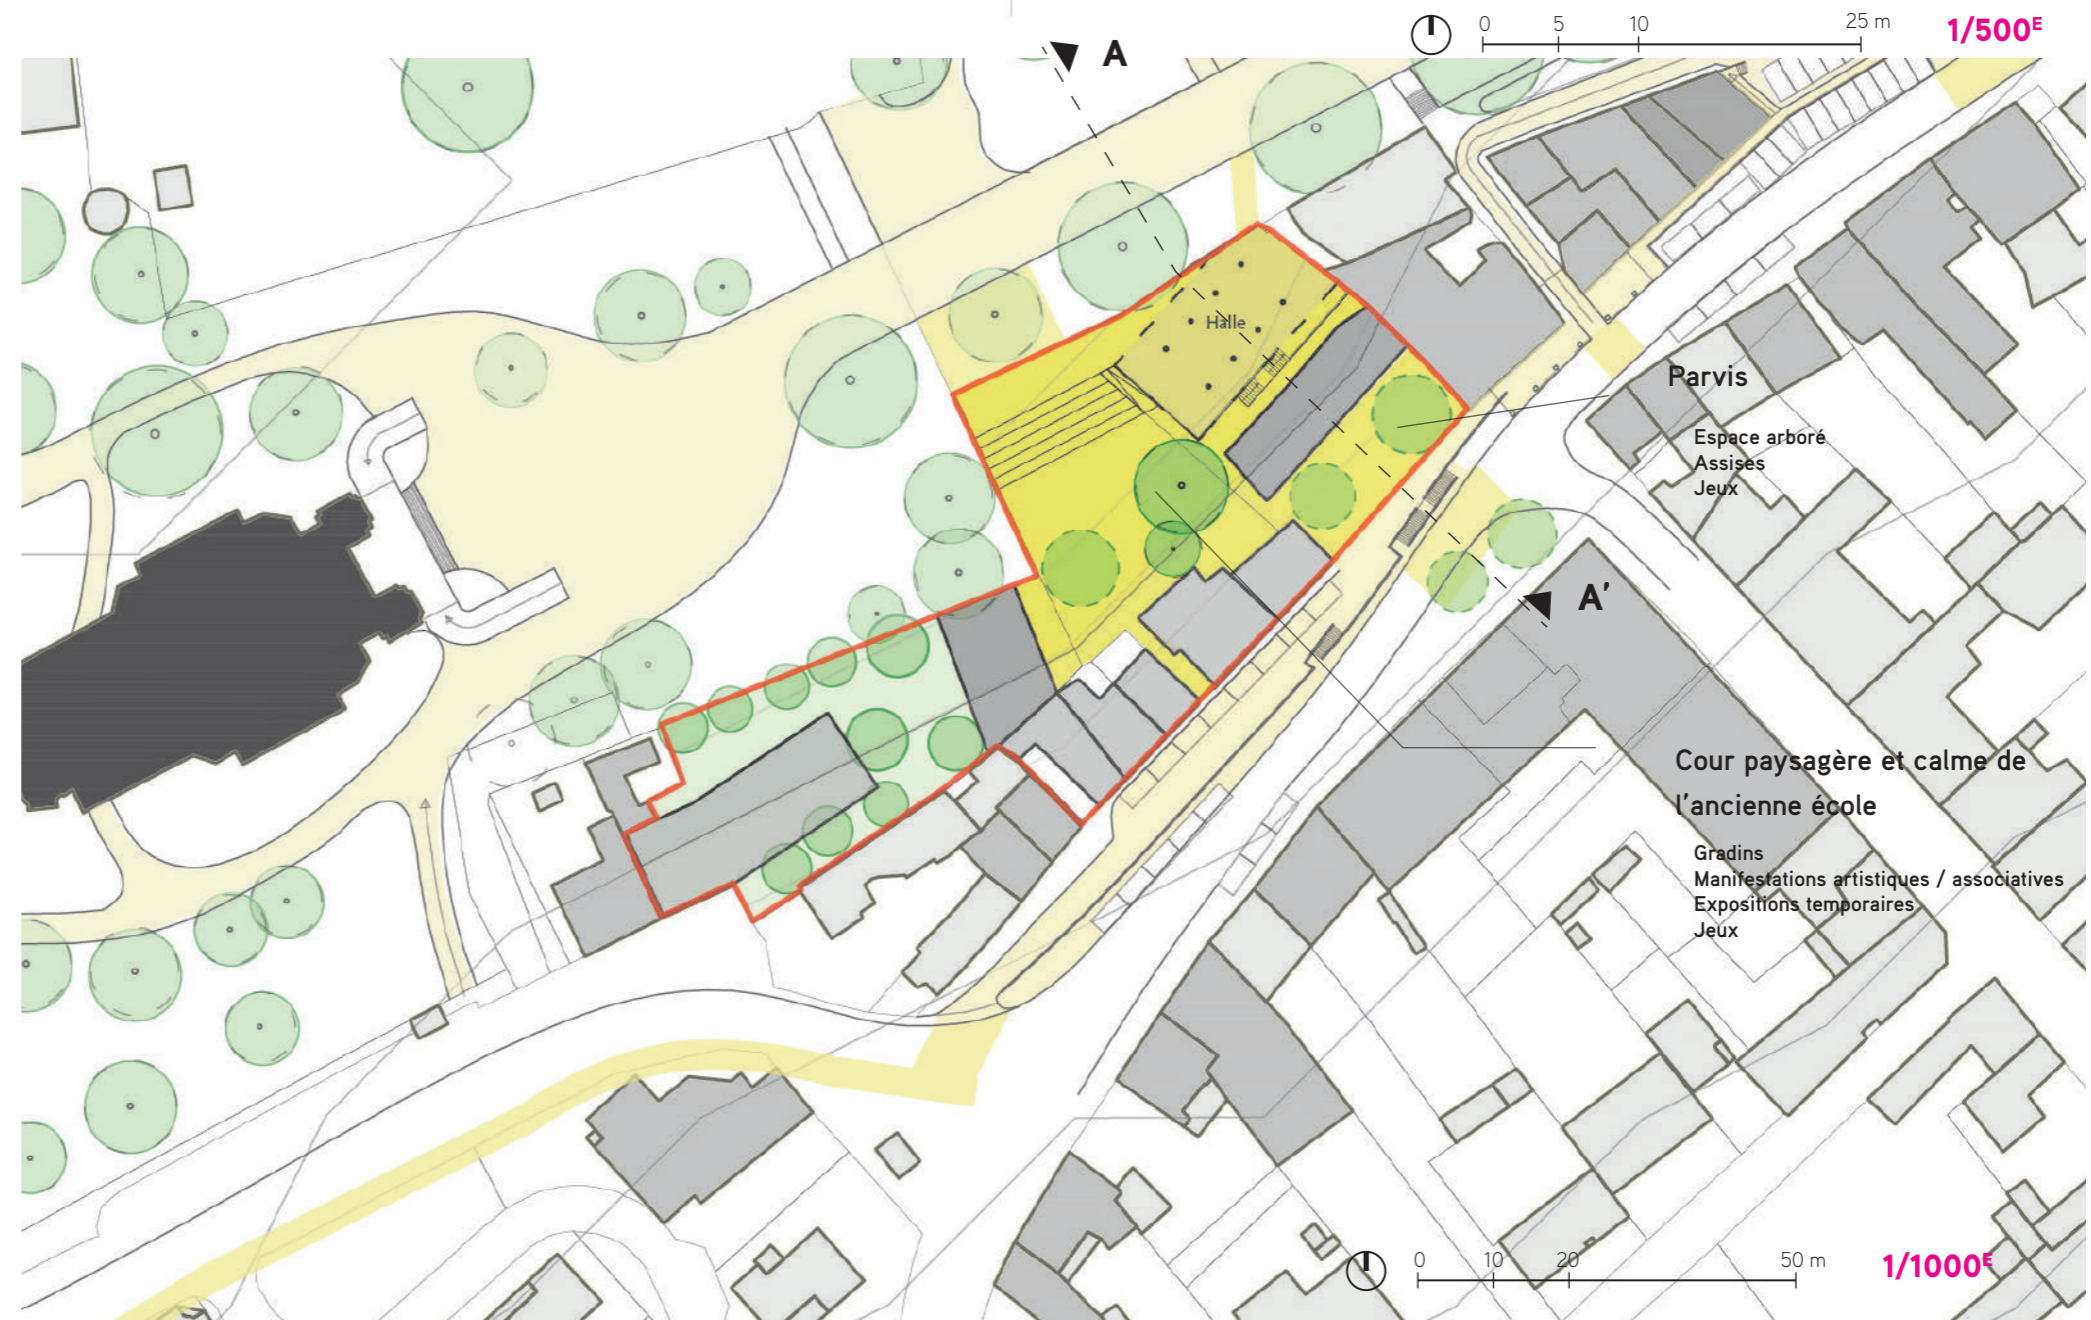 0 5 10 25 m 1/500E
A
Halle
Parvis
Espace arboré
Assises
Jeux
A'
Cour paysagère et calme de
l'ancienne école
Gradins
Manifestations artistiques / associatives
Expositions temporaires
Jeux
0 10 20 50 m 1/1000E